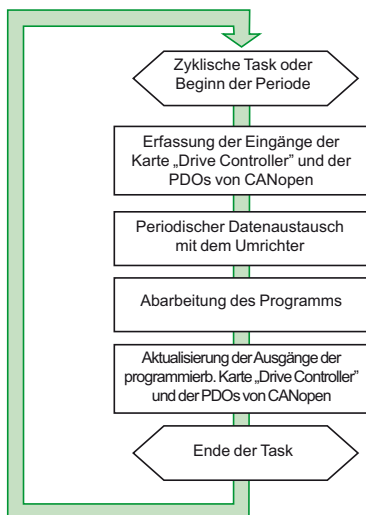 Zyklische Task oder
Beginn der Periode
Erfassung der Eingänge der
Karte „Drive Controller” und der
PDOs von CANopen
Periodischer Datenaustausch
mit dem Umrichter
Abarbeitung des Programms
Aktualisierung der Ausgänge der
programmierb. Karte „Drive Controller”
und der PDOs von CANopen
Ende der Task